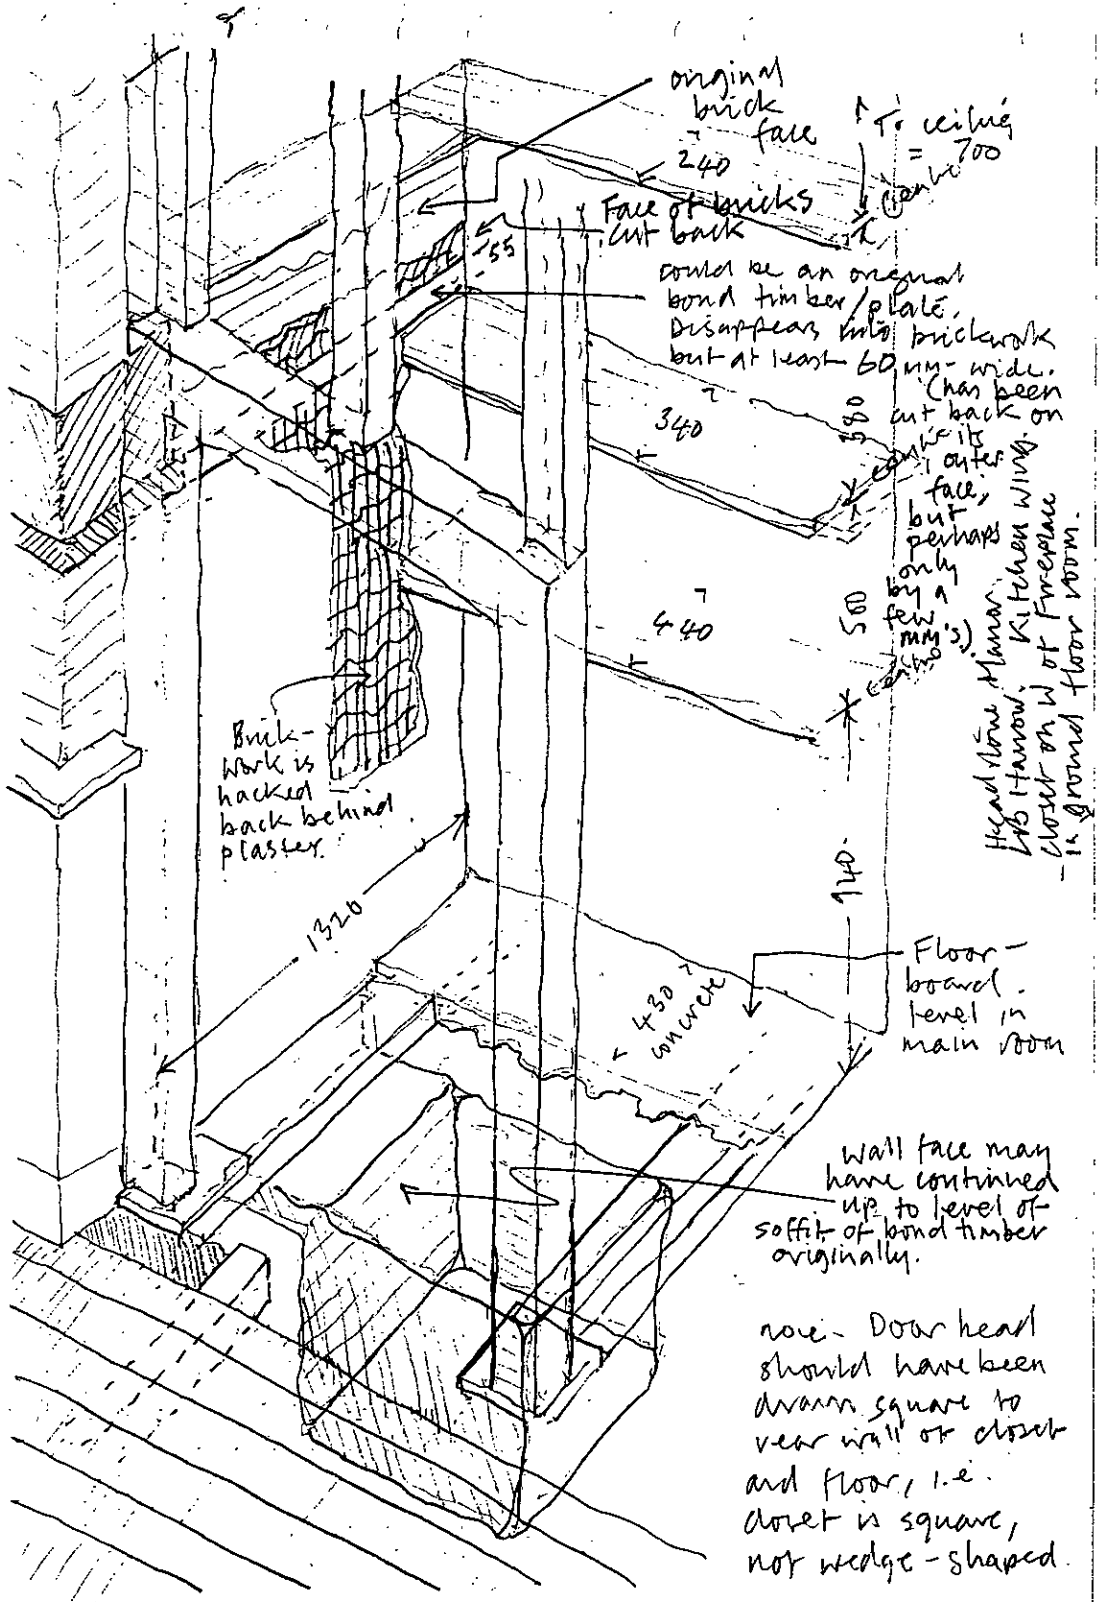 original
brick
face
To ceiling
= 700
centre
240
Face of bricks
cut back
55
could be an original
bond timber/plate.
Disappears into brickwork
but at least 60 mm wide.
(has been
cut back on
its
outer
face,
but
perhaps
only
by a
few
mm's).
340
380
centre
440
500
centre
Headstone Manor.
LB Harrow. Kitchen wing.
- closet on W of Fireplace
in ground floor room.
Brick-
work is
hacked
back behind
plaster.
1320
940
Floor-
board
level in
main room
430
concrete
wall face may
have continued
up to level of
soffit of bond timber
originally.
note - Door head
should have been
drawn square to
rear wall of closet
and floor, i.e.
closet is square,
not wedge-shaped.